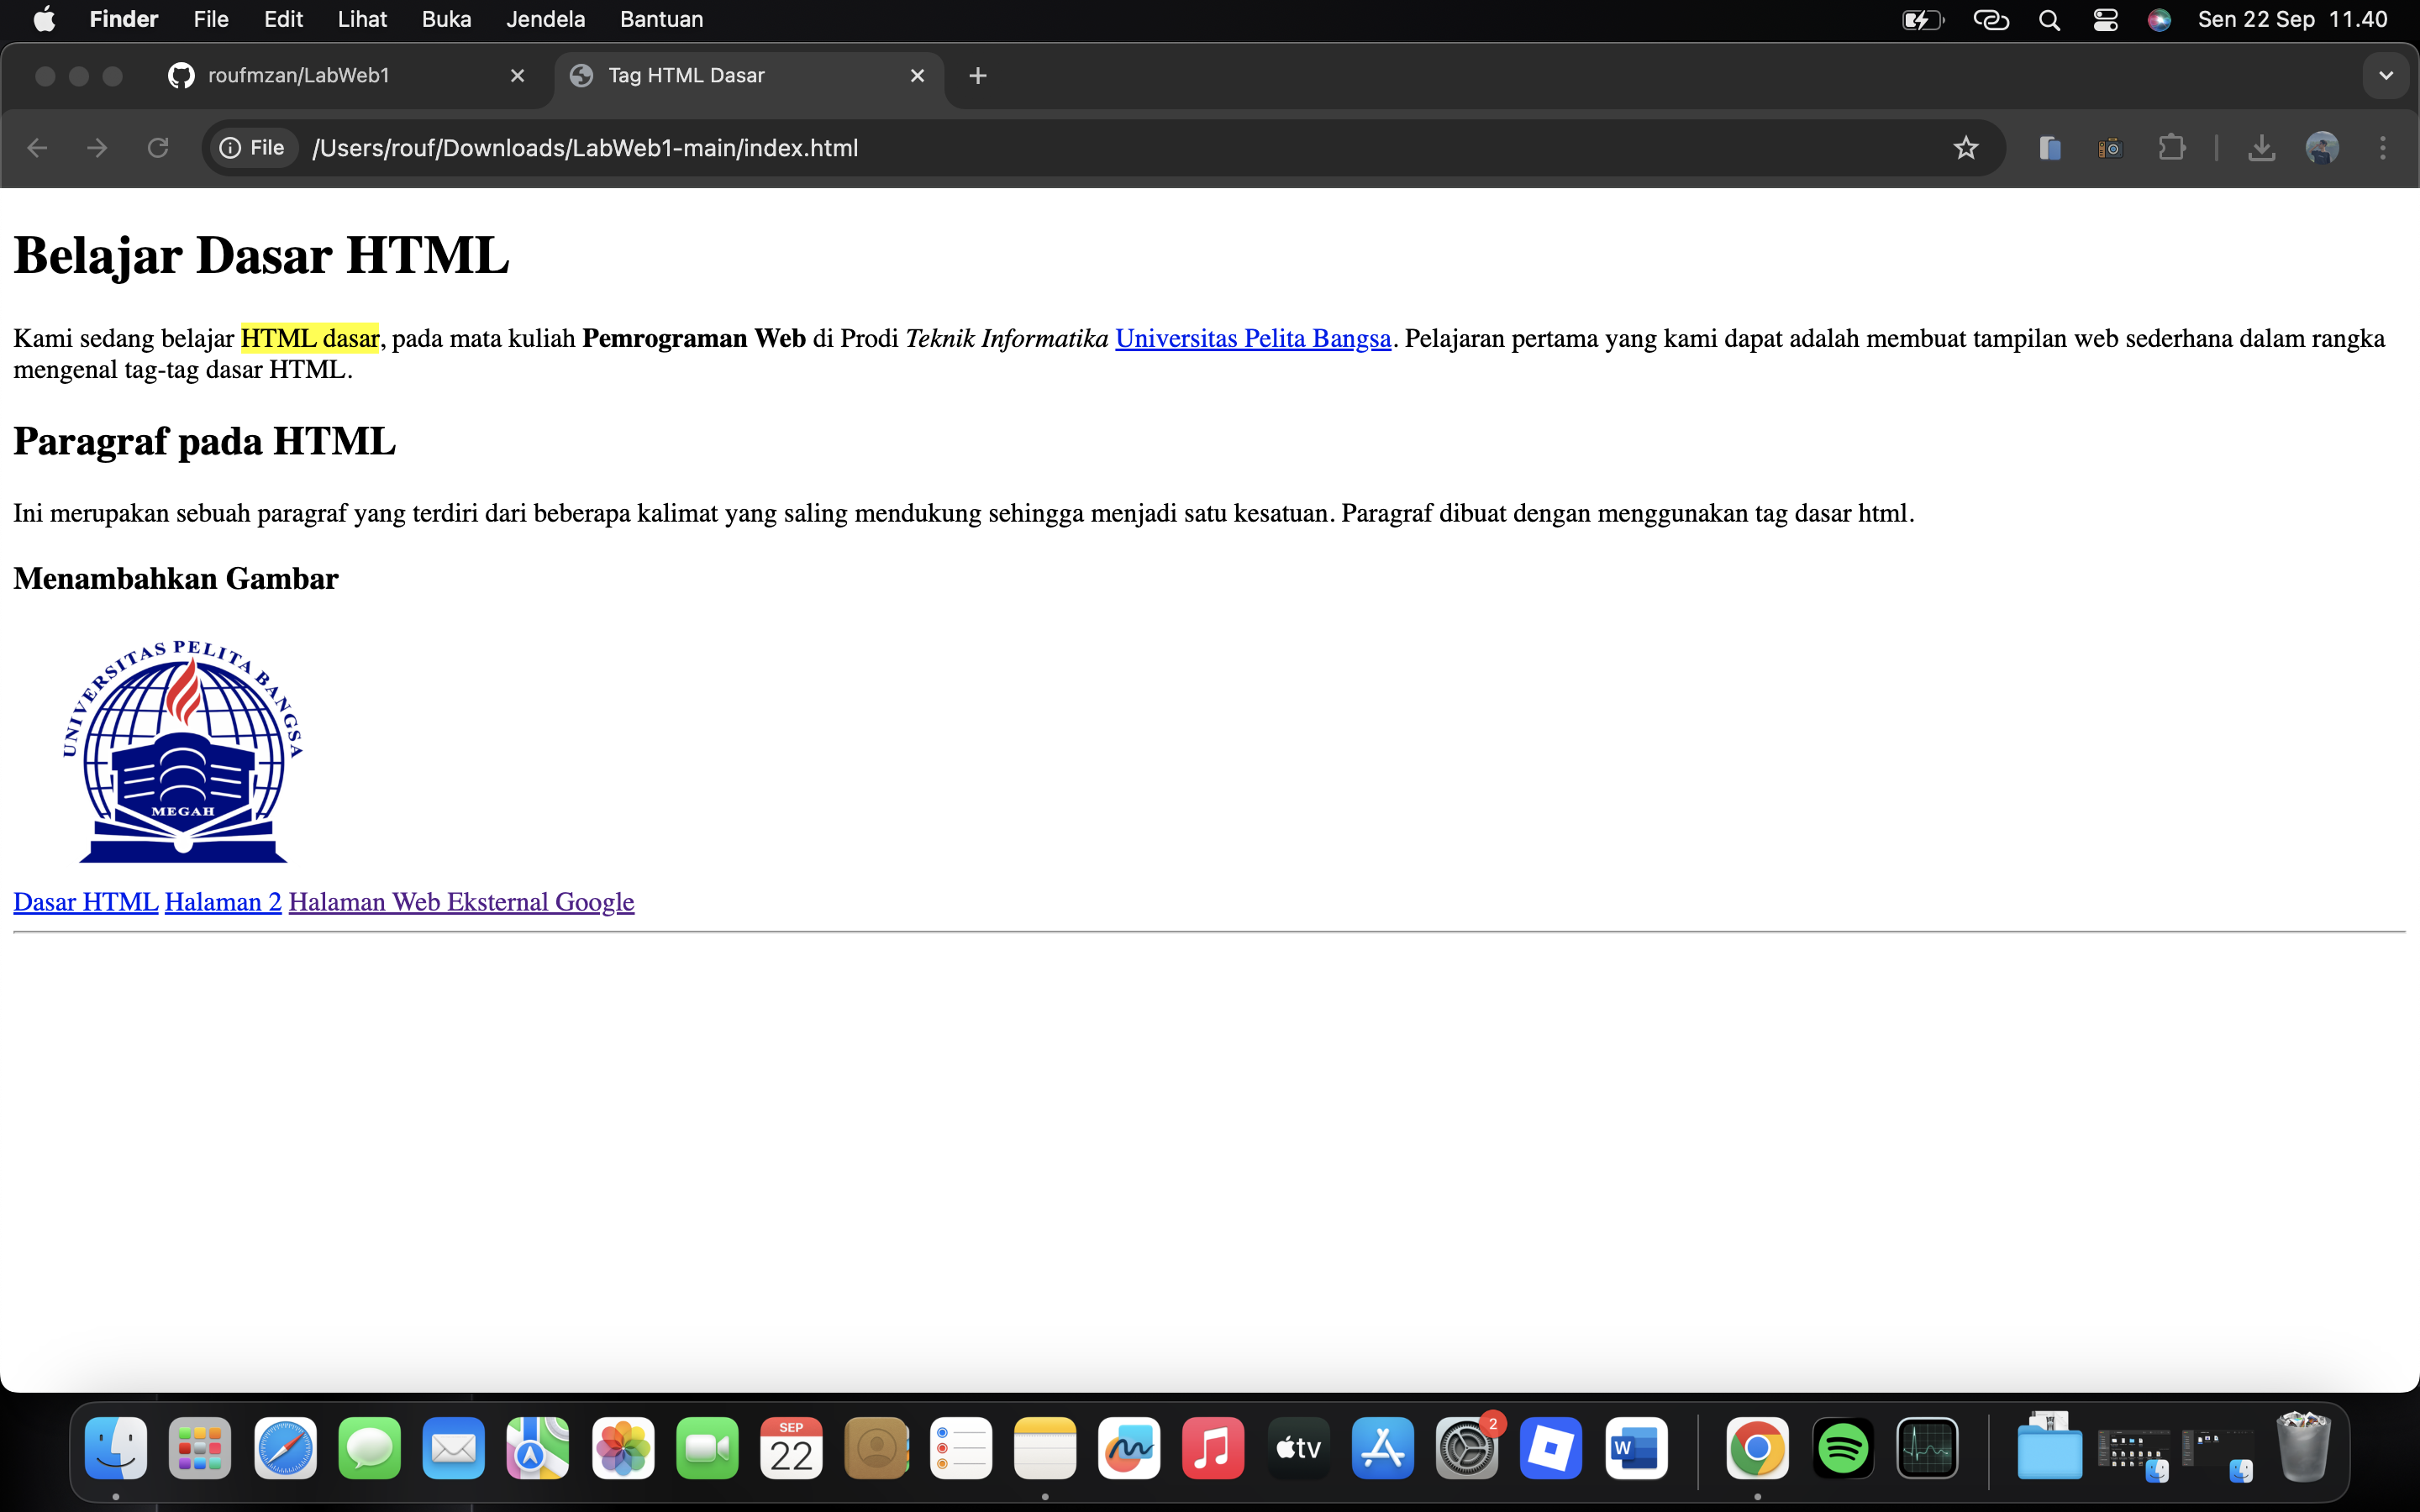 Finder File Edit Lihat Buka Jendela Bantuan Sen 22 Sep 11.40
roufmzan/LabWeb1 Tag HTML Dasar
File /Users/rouf/Downloads/LabWeb1-main/index.html
Belajar Dasar HTML
Kami sedang belajar HTML dasar, pada mata kuliah Pemrograman Web di Prodi Teknik Informatika Universitas Pelita Bangsa. Pelajaran pertama yang kami dapat adalah membuat tampilan web sederhana dalam rangka
mengenal tag-tag dasar HTML.
Paragraf pada HTML
Ini merupakan sebuah paragraf yang terdiri dari beberapa kalimat yang saling mendukung sehingga menjadi satu kesatuan. Paragraf dibuat dengan menggunakan tag dasar html.
Menambahkan Gambar
UNIVERSITAS PELITA BANGSA
MEGAH
Dasar HTML Halaman 2 Halaman Web Eksternal Google
SEP
22
tv
2
W